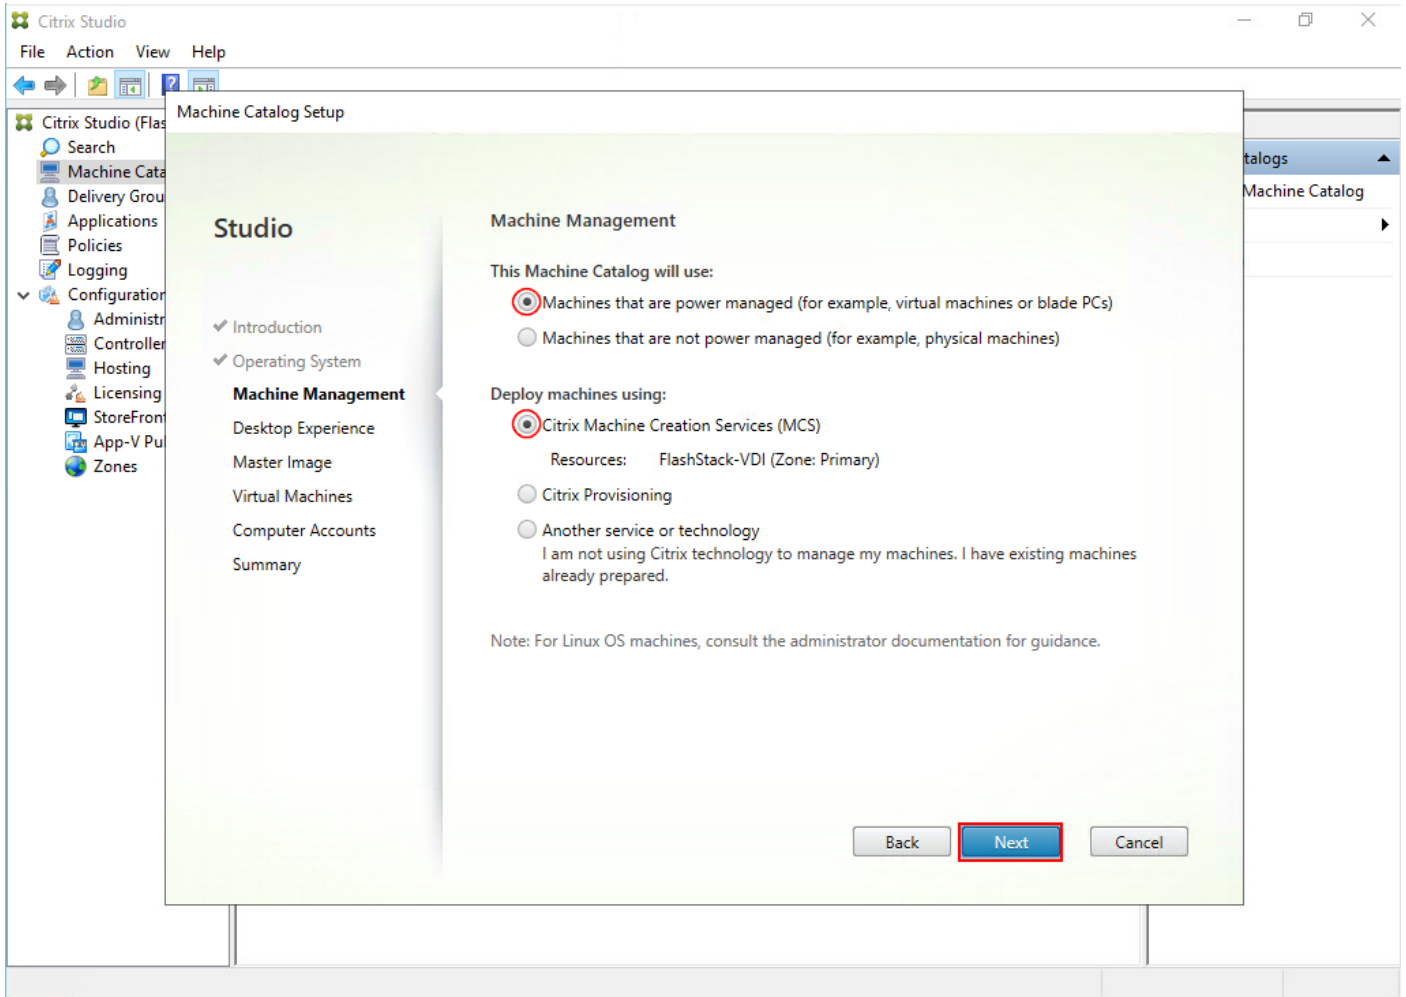 Citrix Studio
File Action View Help
Machine Catalog Setup
Citrix Studio (Flas
Search
Machine Cata
Delivery Grou
Applications
Policies
Logging
Configuration
Administr
Controller
Hosting
Licensing
StoreFront
App-V Pul
Zones
Studio
Introduction
Operating System
Machine Management
Desktop Experience
Master Image
Virtual Machines
Computer Accounts
Summary
Machine Management
This Machine Catalog will use:
Machines that are power managed (for example, virtual machines or blade PCs)
Machines that are not power managed (for example, physical machines)
Deploy machines using:
Citrix Machine Creation Services (MCS)
Resources: FlashStack-VDI (Zone: Primary)
Citrix Provisioning
Another service or technology
I am not using Citrix technology to manage my machines. I have existing machines
already prepared.
Note: For Linux OS machines, consult the administrator documentation for guidance.
Back Next Cancel
talogs
Machine Catalog